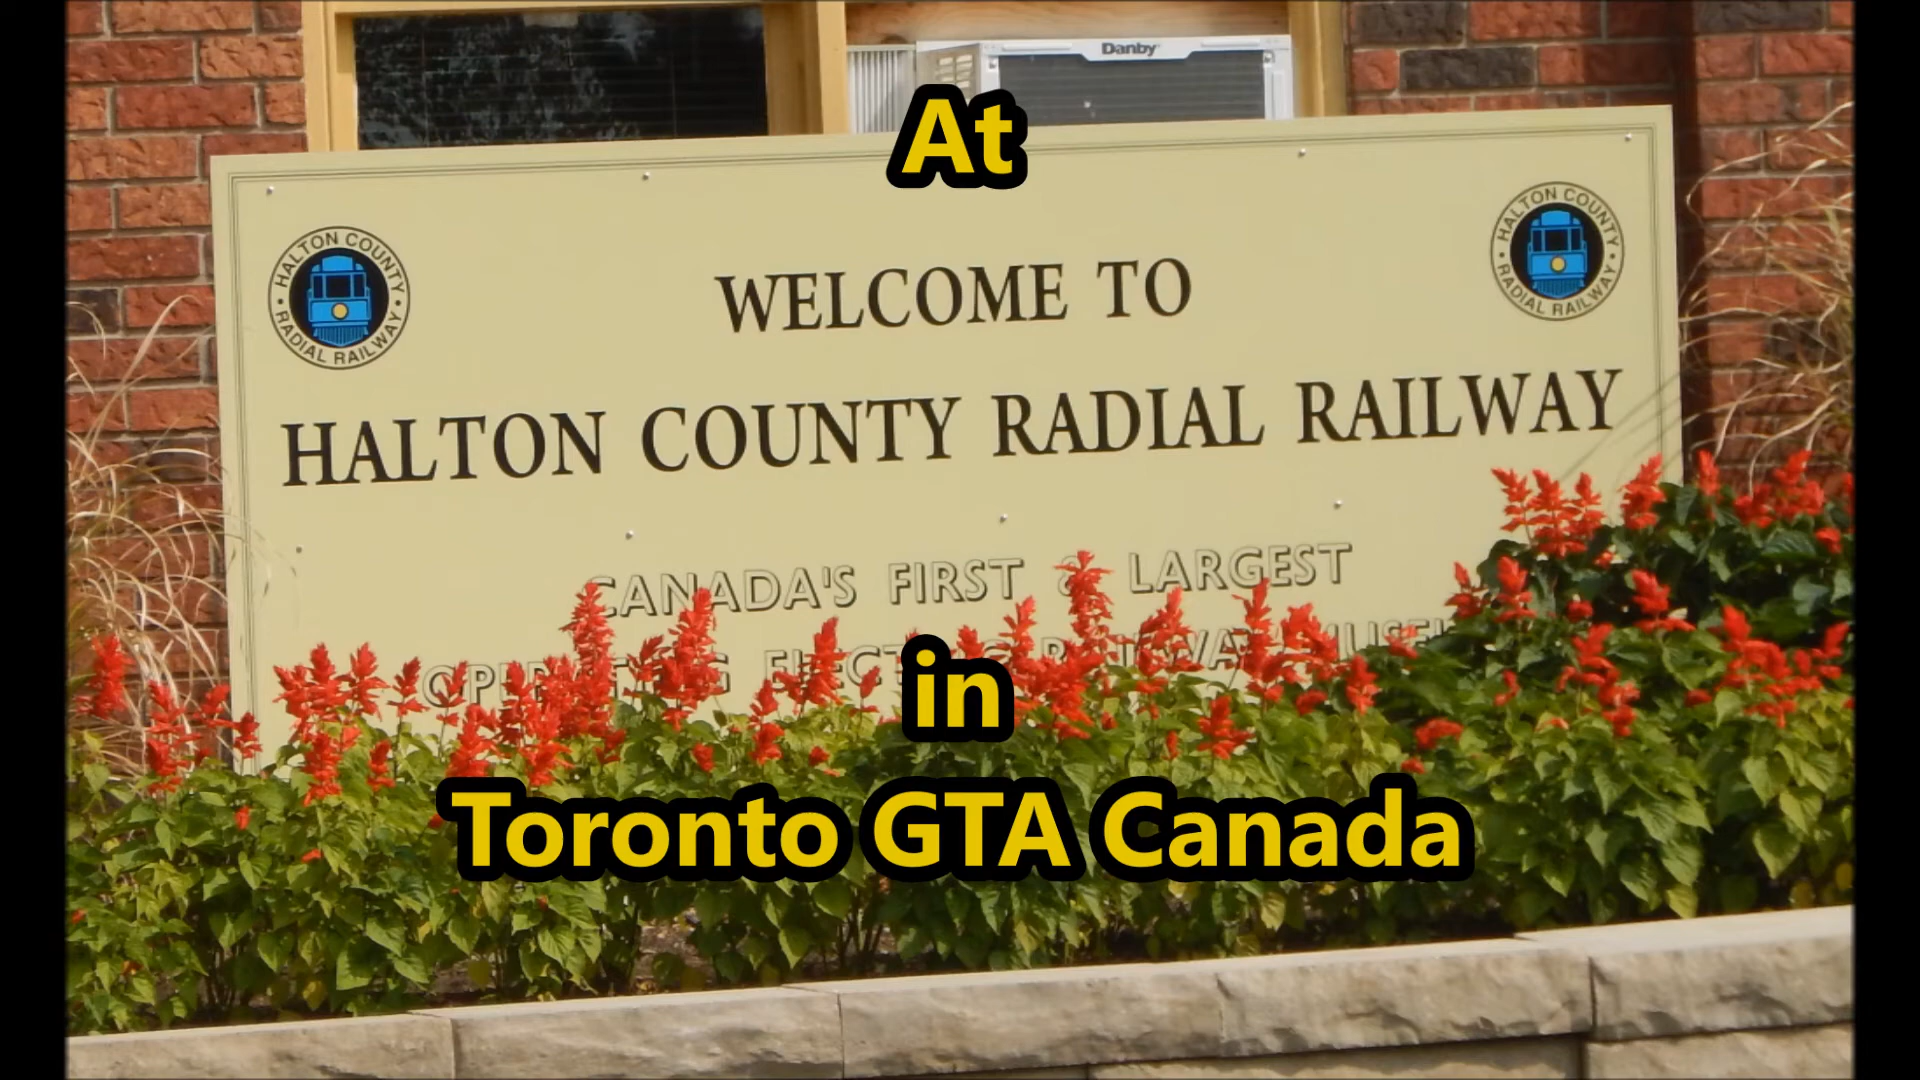 Danby
At
HALTON COUNTY
RADIAL RAILWAY
HALTON COUNTY
RADIAL RAILWAY
WELCOME TO
HALTON COUNTY RADIAL RAILWAY
CANADA'S FIRST & LARGEST
in
Toronto GTA Canada